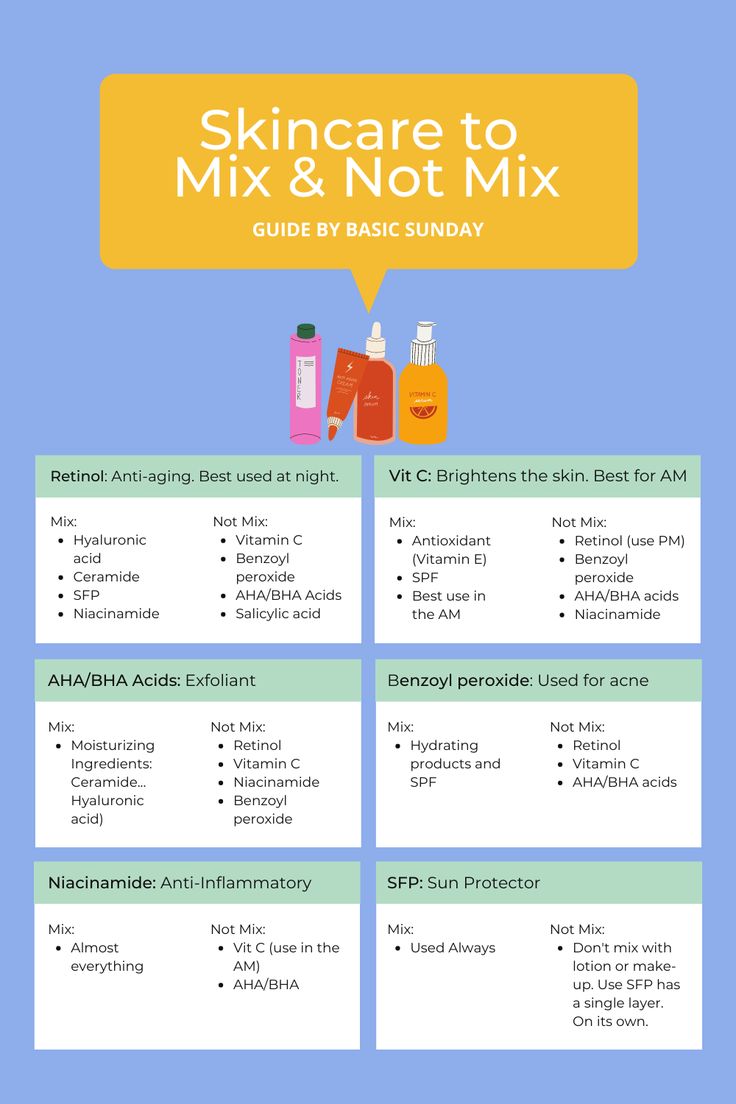 Skincare to
Mix & Not Mix
GUIDE BY BASIC SUNDAY
TONER
CREAM
skin
serum
VITAMIN C
serum
Retinol: Anti-aging. Best used at night.
Mix:
Hyaluronic
acid
Ceramide
SFP
Niacinamide
Not Mix:
Vitamin C
Benzoyl
peroxide
AHA/BHA Acids
Salicylic acid
Vit C: Brightens the skin. Best for AM
Mix:
Antioxidant
(Vitamin E)
SPF
Best use in
the AM
Not Mix:
Retinol (use PM)
Benzoyl
peroxide
AHA/BHA acids
Niacinamide
AHA/BHA Acids: Exfoliant
Mix:
Moisturizing
Ingredients:
Ceramide...
Hyaluronic
acid)
Not Mix:
Retinol
Vitamin C
Niacinamide
Benzoyl
peroxide
Benzoyl peroxide: Used for acne
Mix:
Hydrating
products and
SPF
Not Mix:
Retinol
Vitamin C
AHA/BHA acids
Niacinamide: Anti-Inflammatory
Mix:
Almost
everything
Not Mix:
Vit C (use in the
AM)
AHA/BHA
SFP: Sun Protector
Mix:
Used Always
Not Mix:
Don't mix with
lotion or make-
up. Use SFP has
a single layer.
On its own.